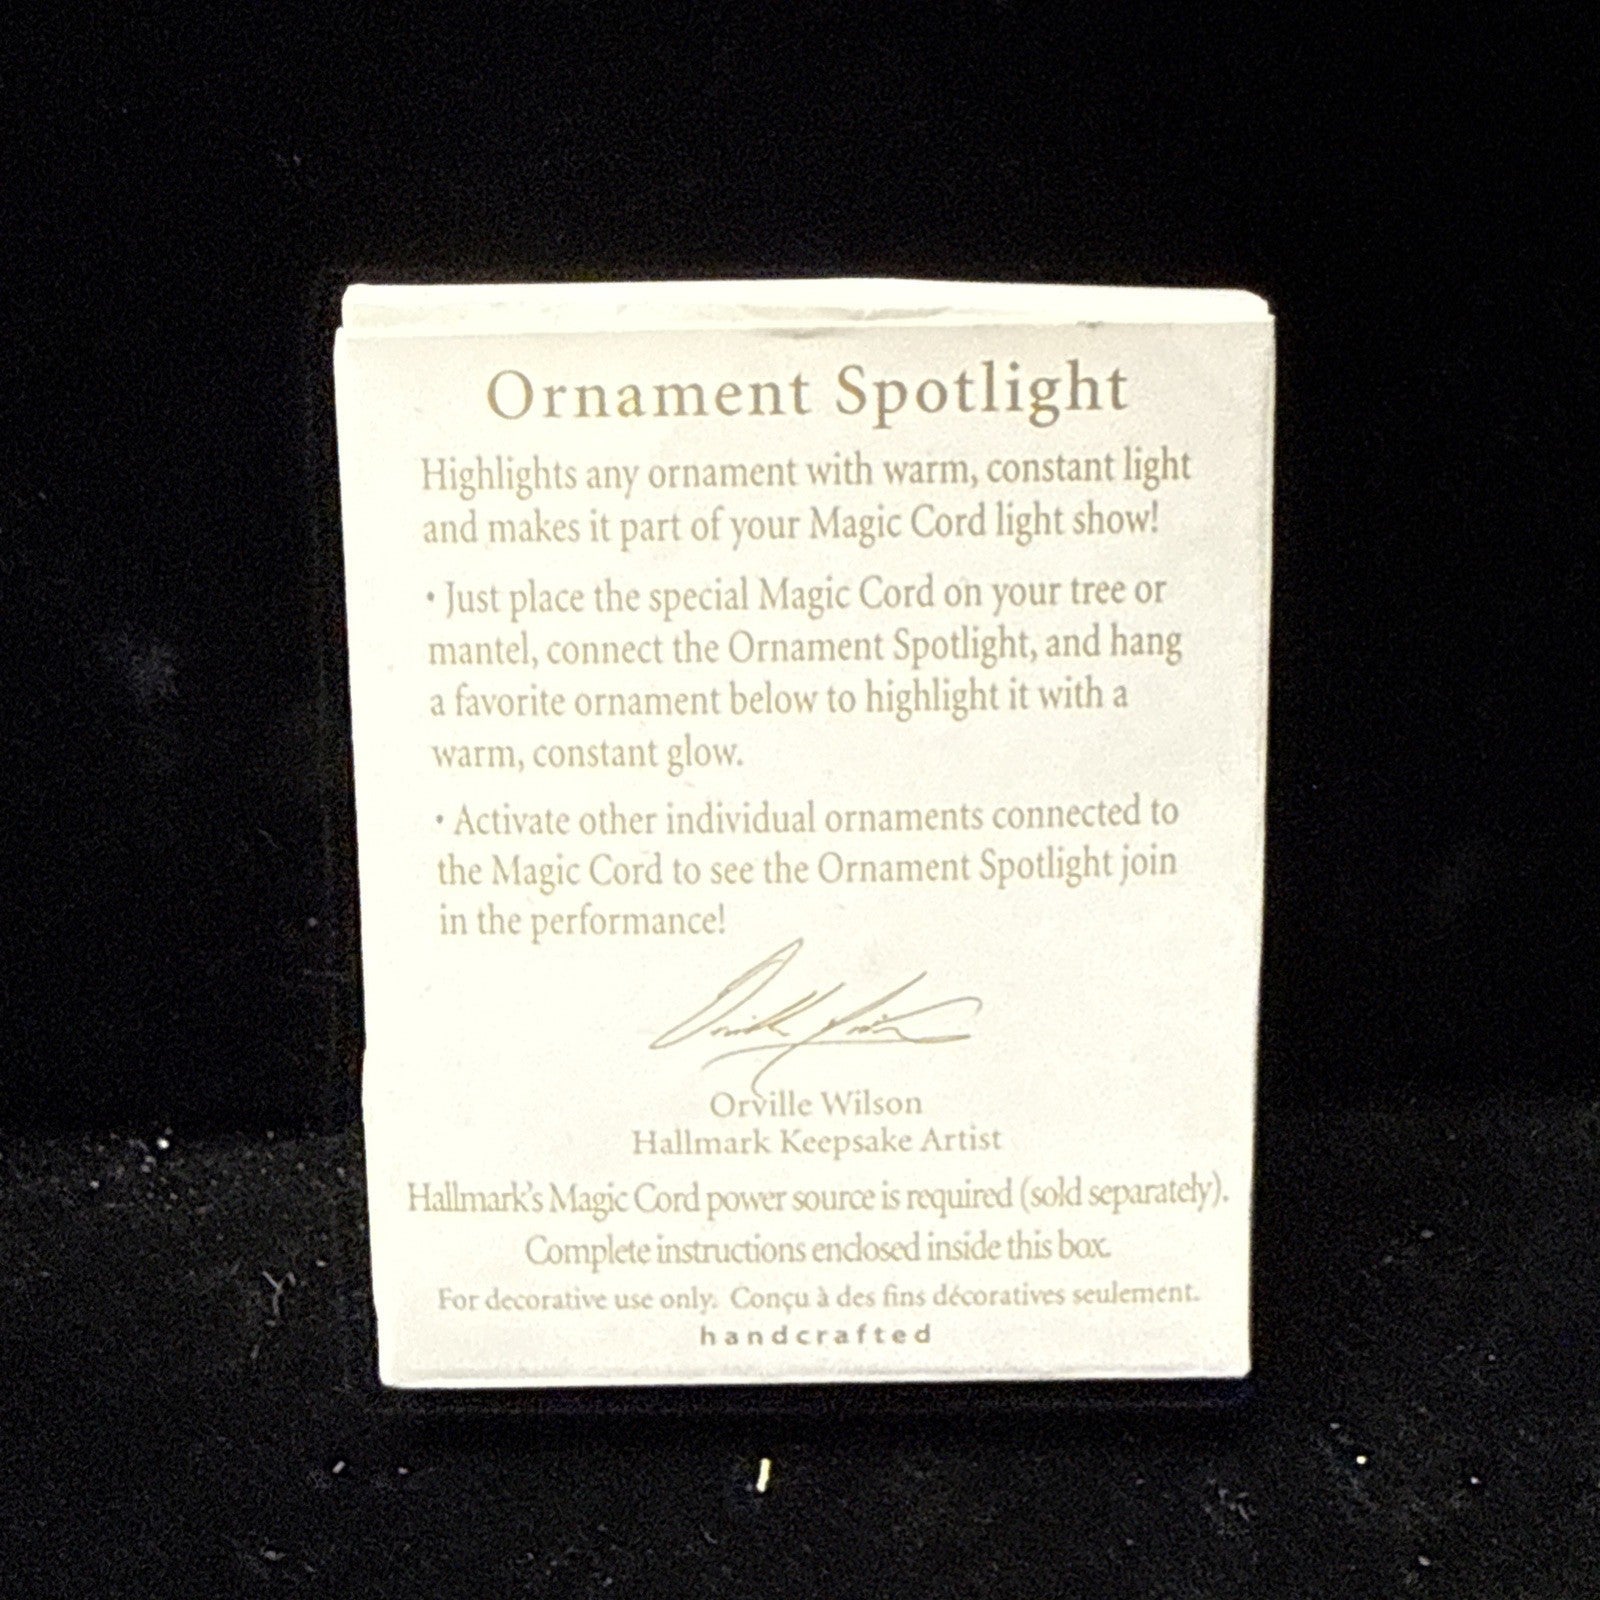 Ornament Spotlight
Highlights any ornament with warm, constant light
and makes it part of your Magic Cord light show!
• Just place the special Magic Cord on your tree or
mantel, connect the Ornament Spotlight, and hang
a favorite ornament below to highlight it with a
warm, constant glow.
• Activate other individual ornaments connected to
the Magic Cord to see the Ornament Spotlight join
in the performance!
Orville Wilson
Orville Wilson
Hallmark Keepsake Artist
Hallmark's Magic Cord power source is required (sold separately).
Complete instructions enclosed inside this box.
For decorative use only. Conçu à des fins décoratives seulement.
handcrafted